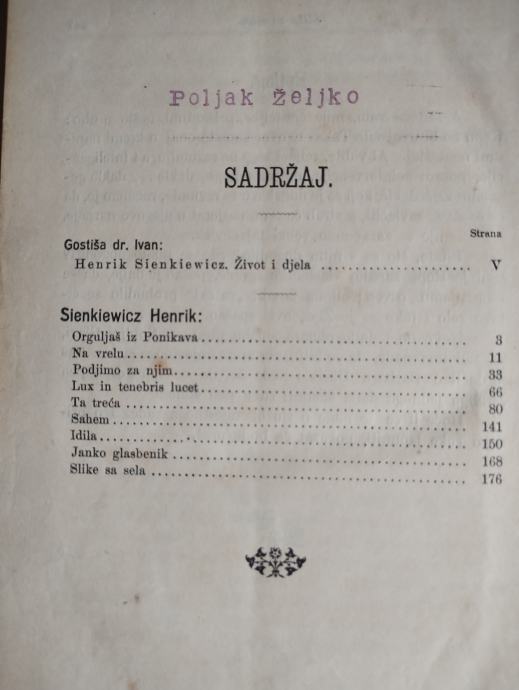 Poljak Željko
SADRŽAJ.
Strana
Gostiša dr. Ivan:
Henrik Sienkiewicz. Život i djela .................... V
Sienkiewicz Henrik:
Orguljaš iz Ponikava ........................................ 3
Na vrelu .................................................... 11
Podjimo za njim ............................................. 33
Lux in tenebris lucet ....................................... 66
Ta treća .................................................... 80
Sahem ....................................................... 141
Idila ....................................................... 150
Janko glasbenik ............................................. 168
Slike sa sela ............................................... 176